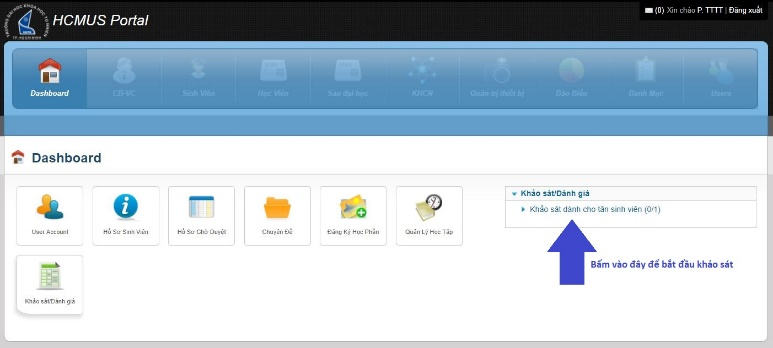 HCMUS Portal
(0) Xin chào P. TTTT | Đăng xuất
Dashboard
CB-VC
Sinh Viên
Học Viên
Sau đại học
KHCN
Quản trị thiết bị
Báo Biểu
Danh Mục
Users
Dashboard
User Account
Hồ Sơ Sinh Viên
Hồ Sơ Chờ Duyệt
Chuyên Đề
Đăng Ký Học Phần
Quản Lý Học Tập
Khảo sát/Đánh giá
Khảo sát/Đánh giá
Khảo sát dành cho tân sinh viên (0/1)
Bấm vào đây để bắt đầu khảo sát